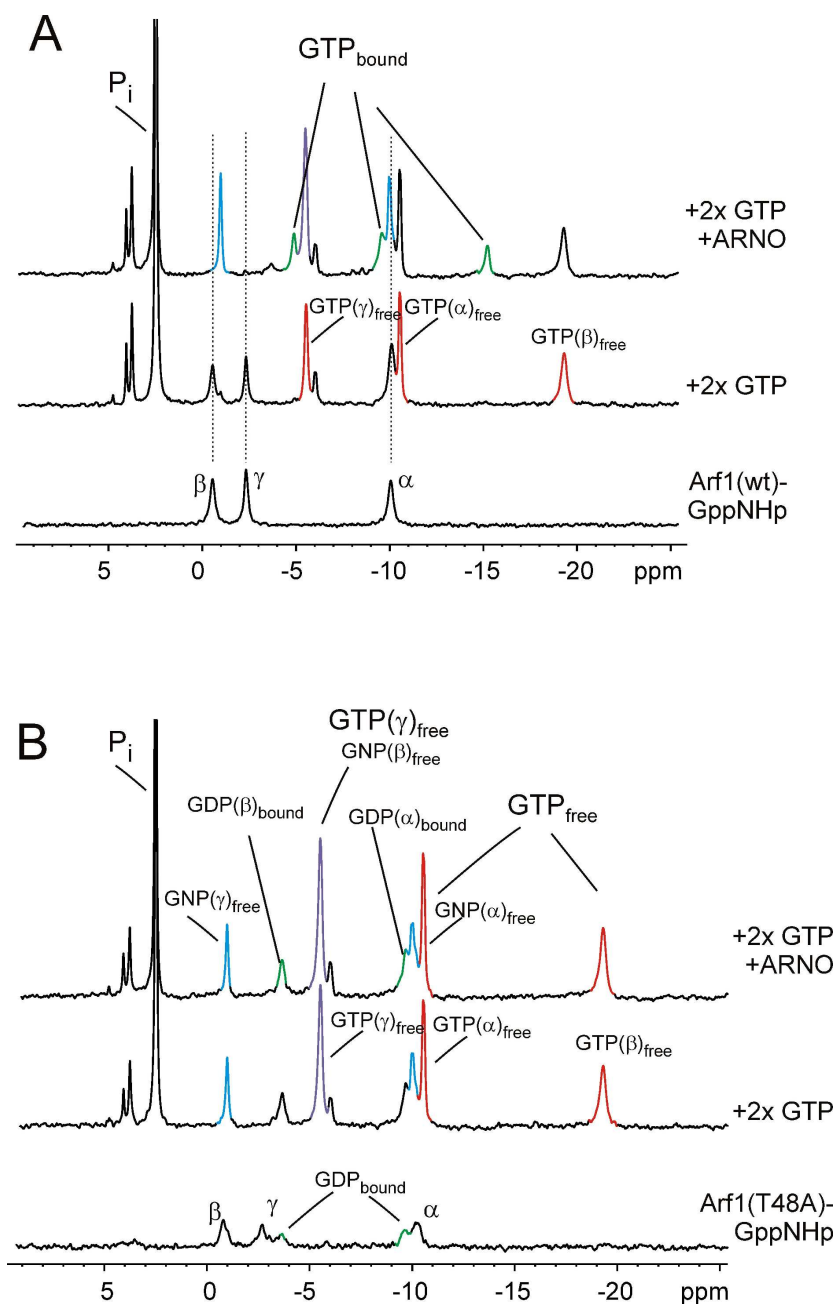 A
GTPbound
Pi
+2x GTP
+ARNO
GTP(γ)free
GTP(α)free
GTP(β)free
+2x GTP
β
γ
α
Arf1(wt)-
GppNHp
5 0 -5 -10 -15 -20 ppm
B
Pi
GTP(γ)free
GNP(β)free
GDP(β)bound
GDP(α)bound
GTPfree
GNP(γ)free
GNP(α)free
+2x GTP
+ARNO
GTP(γ)free
GTP(α)free
GTP(β)free
+2x GTP
β
γ
GDPbound
α
Arf1(T48A)-
GppNHp
5 0 -5 -10 -15 -20 ppm